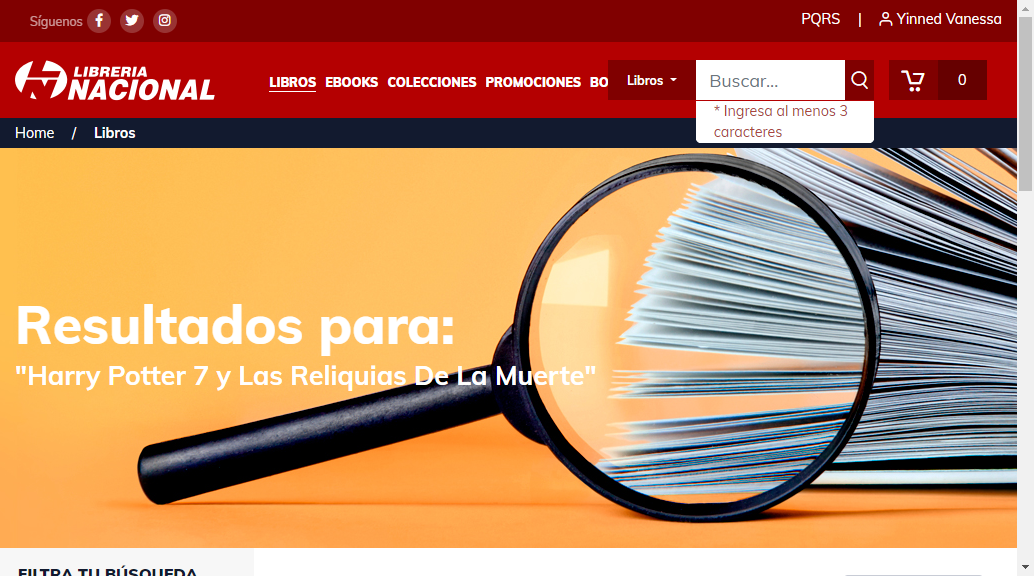 Síguenos
PQRS | Yinned Vanessa
LIBRERIA
NACIONAL
LIBROS EBOOKS COLECCIONES PROMOCIONES BO
Libros
Buscar...
0
* Ingresa al menos 3
caracteres
Home / Libros
Resultados para:
"Harry Potter 7 y Las Reliquias De La Muerte"
FILTRA TU BÚSQUEDA